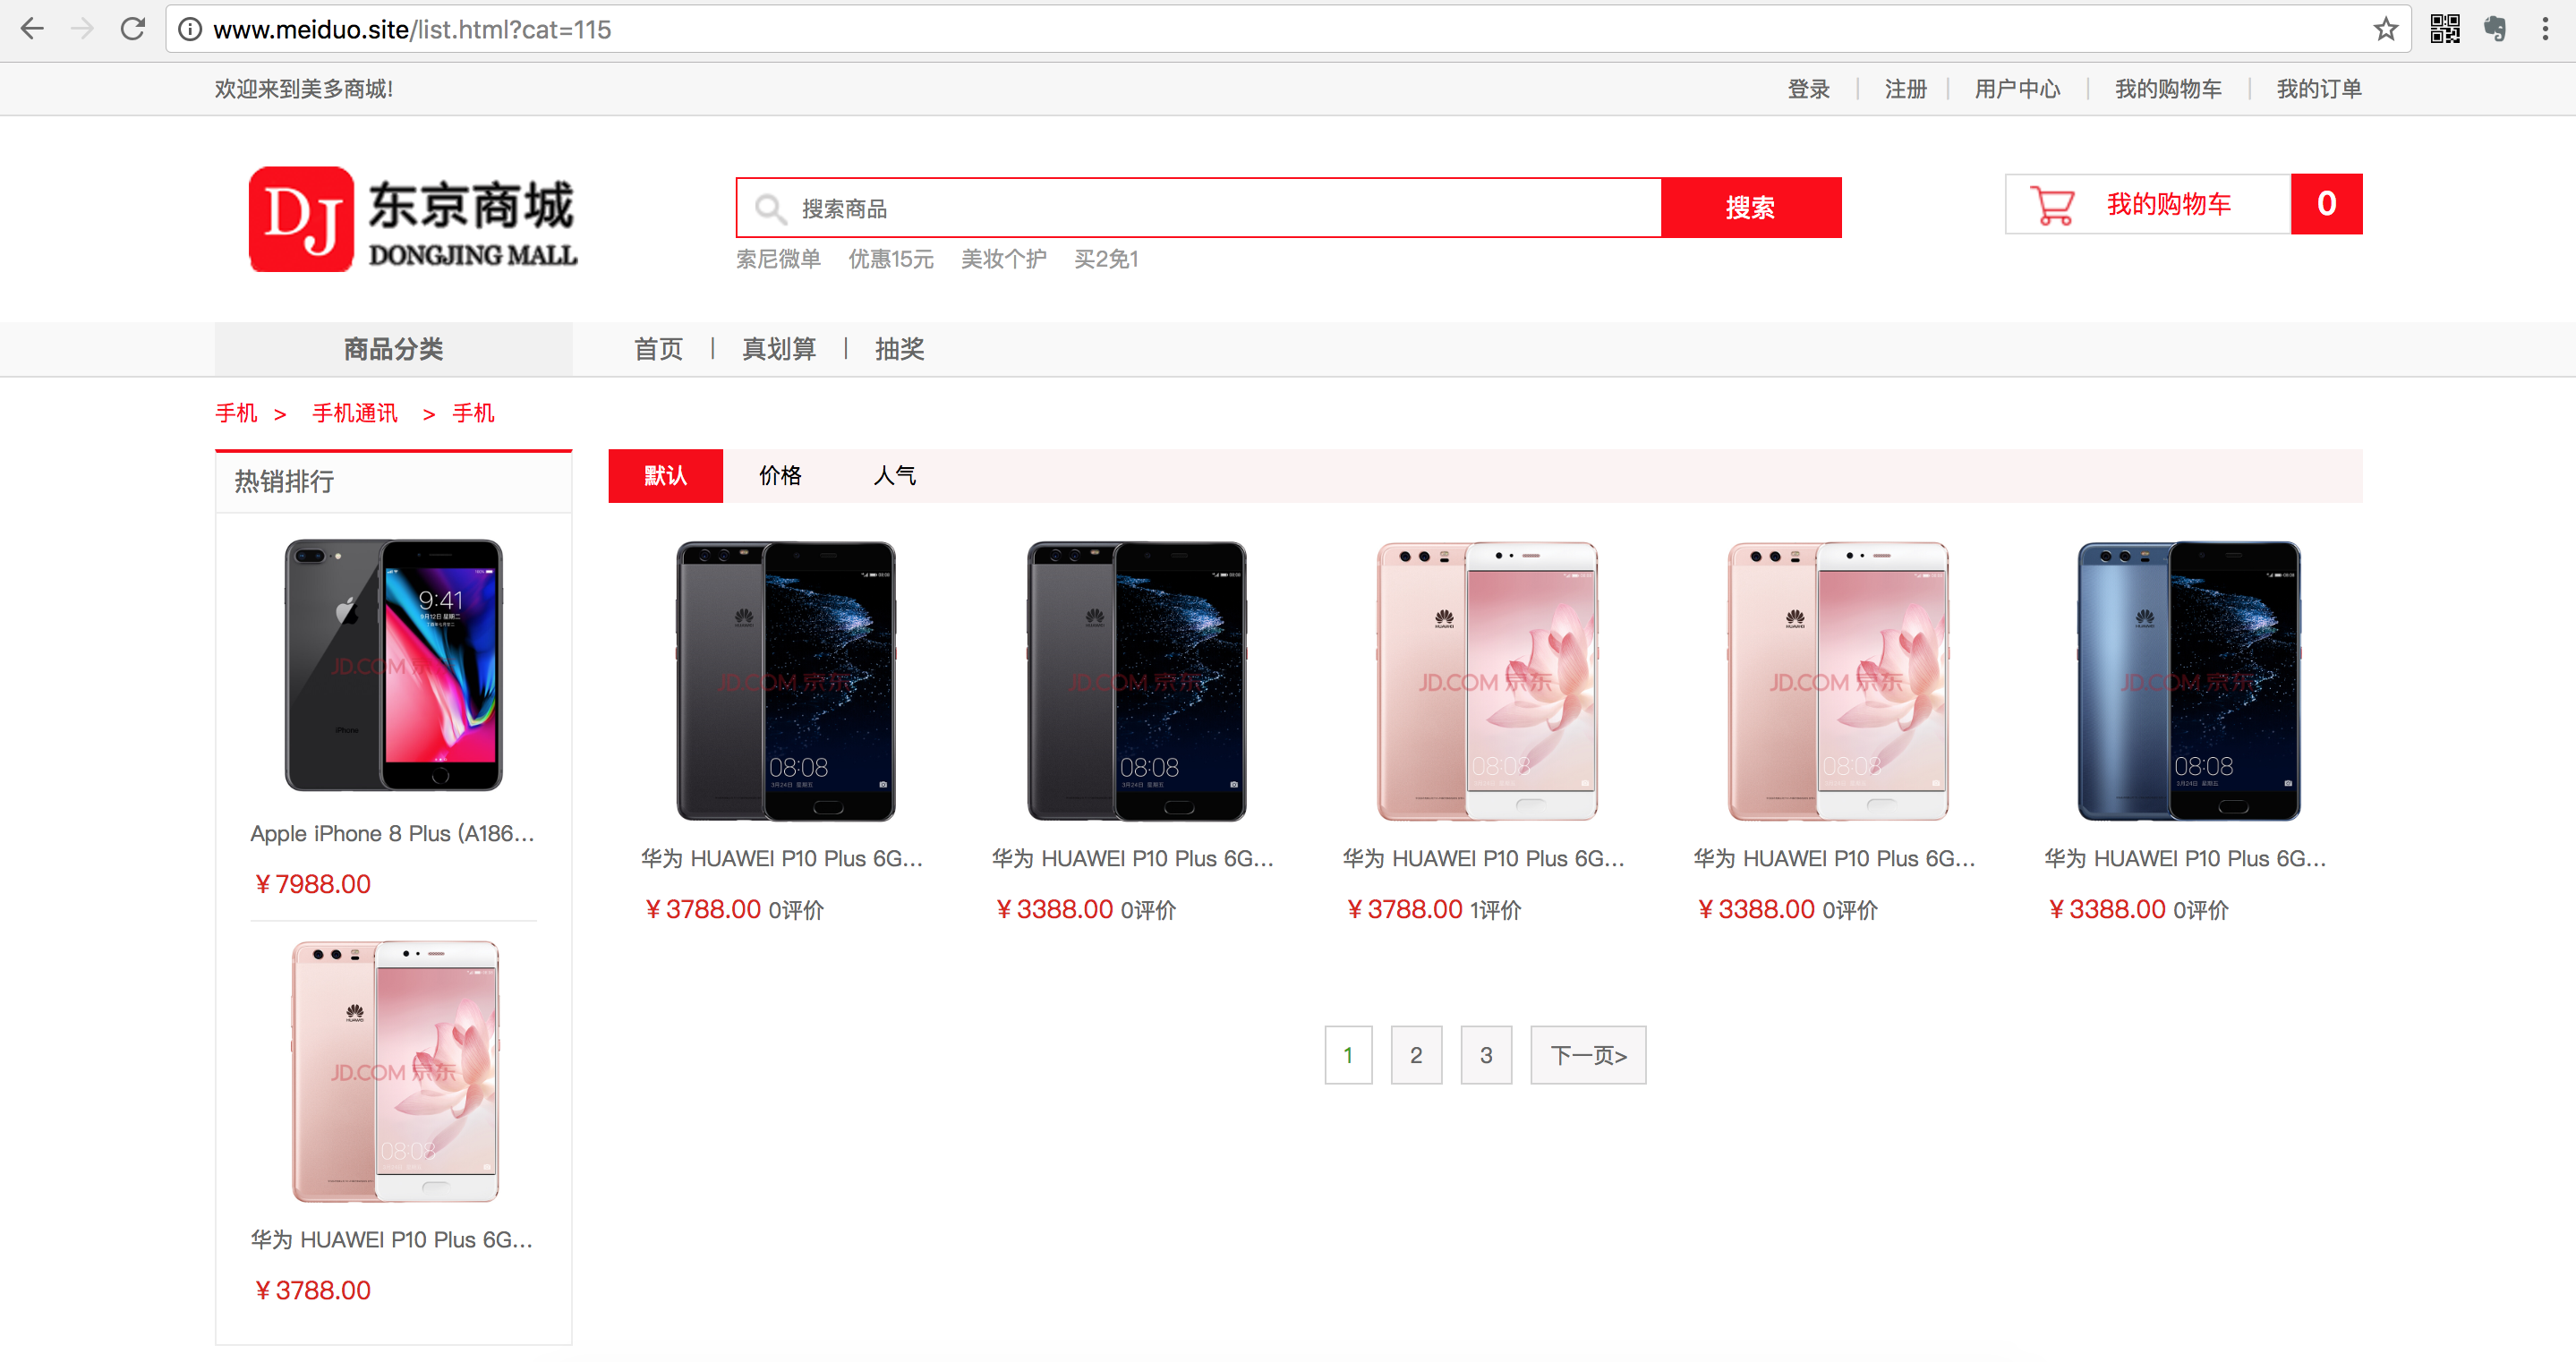 www.meiduo.site/list.html?cat=115
欢迎来到美多商城!
登录 | 注册 | 用户中心 | 我的购物车 | 我的订单
DJ 东京商城
DONGJING MALL
搜索商品
搜索
我的购物车 0
索尼微单 优惠15元 美妆个护 买2免1
商品分类 首页 | 真划算 | 抽奖
手机 > 手机通讯 > 手机
热销排行
9:41
iPhone
JD.COM 京东
Apple iPhone 8 Plus (A186...
¥7988.00
HUAWEI
JD.COM 京东
08:08
华为 HUAWEI P10 Plus 6G...
¥3788.00
默认 价格 人气
JD.COM 京东
08:08
华为 HUAWEI P10 Plus 6G...
¥3788.00 0评价
JD.COM 京东
08:08
华为 HUAWEI P10 Plus 6G...
¥3388.00 0评价
HUAWEI
JD.COM 京东
08:08
华为 HUAWEI P10 Plus 6G...
¥3788.00 1评价
HUAWEI
JD.COM 京东
08:08
华为 HUAWEI P10 Plus 6G...
¥3388.00 0评价
JD.COM 京东
08:08
华为 HUAWEI P10 Plus 6G...
¥3388.00 0评价
1 2 3 下一页>